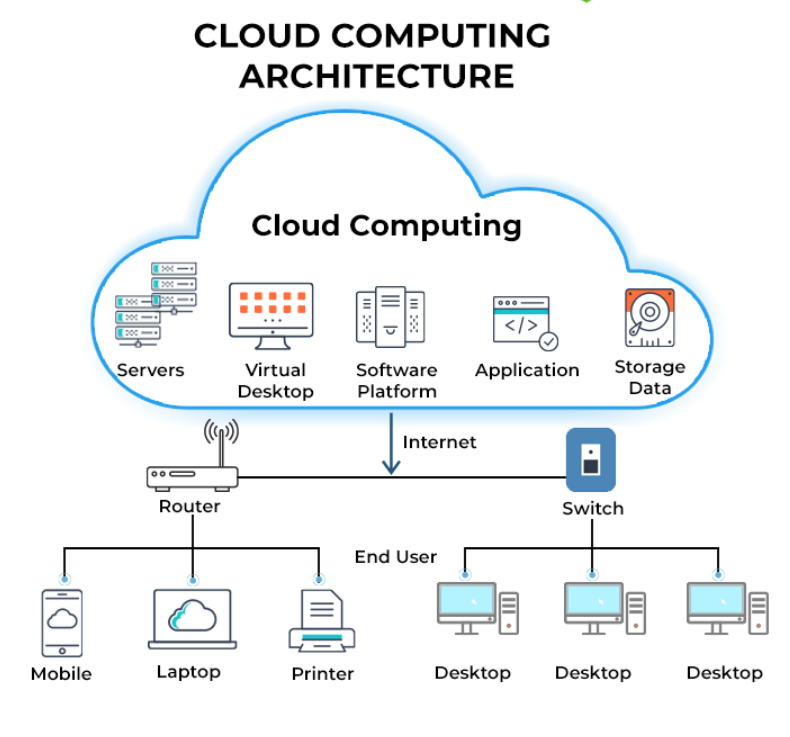 CLOUD COMPUTING
ARCHITECTURE
Cloud Computing
Servers
Virtual
Desktop
Software
Platform
Application
Storage
Data
Internet
Router
Switch
End User
Mobile
Laptop
Printer
Desktop
Desktop
Desktop